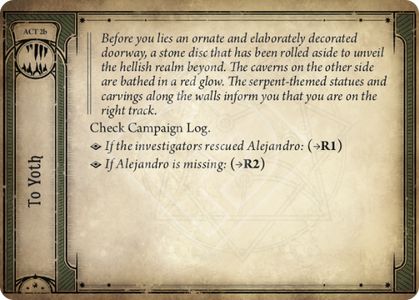 ACT 2b
Before you lies an ornate and elaborately decorated
doorway, a stone disc that has been rolled aside to unveil
the hellish realm beyond. The caverns on the other side
are bathed in a red glow. The serpent-themed statues and
carvings along the walls inform you that you are on the
right track.
Check Campaign Log.
If the investigators rescued Alejandro: (→R1)
If Alejandro is missing: (→R2)
To Yoth